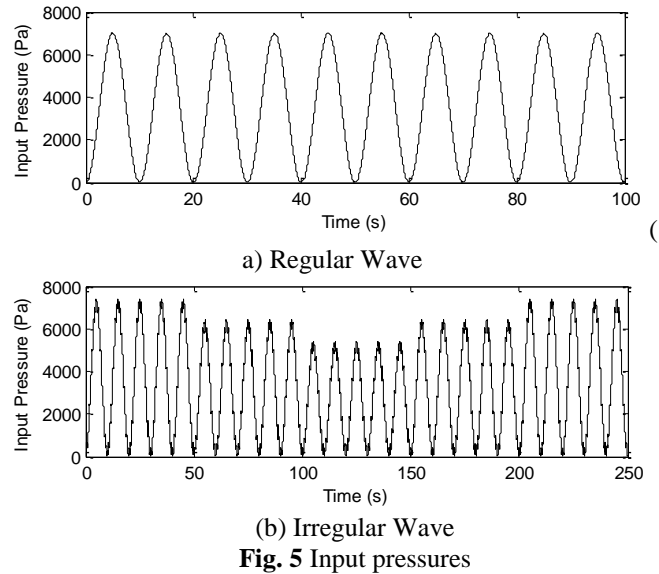 8000
6000
4000
2000
0
Input Pressure (Pa)
0 20 40 60 80 100
Time (s)
(
a) Regular Wave
8000
6000
4000
2000
0
Input Pressure (Pa)
0 50 100 150 200 250
Time (s)
(b) Irregular Wave
Fig. 5 Input pressures